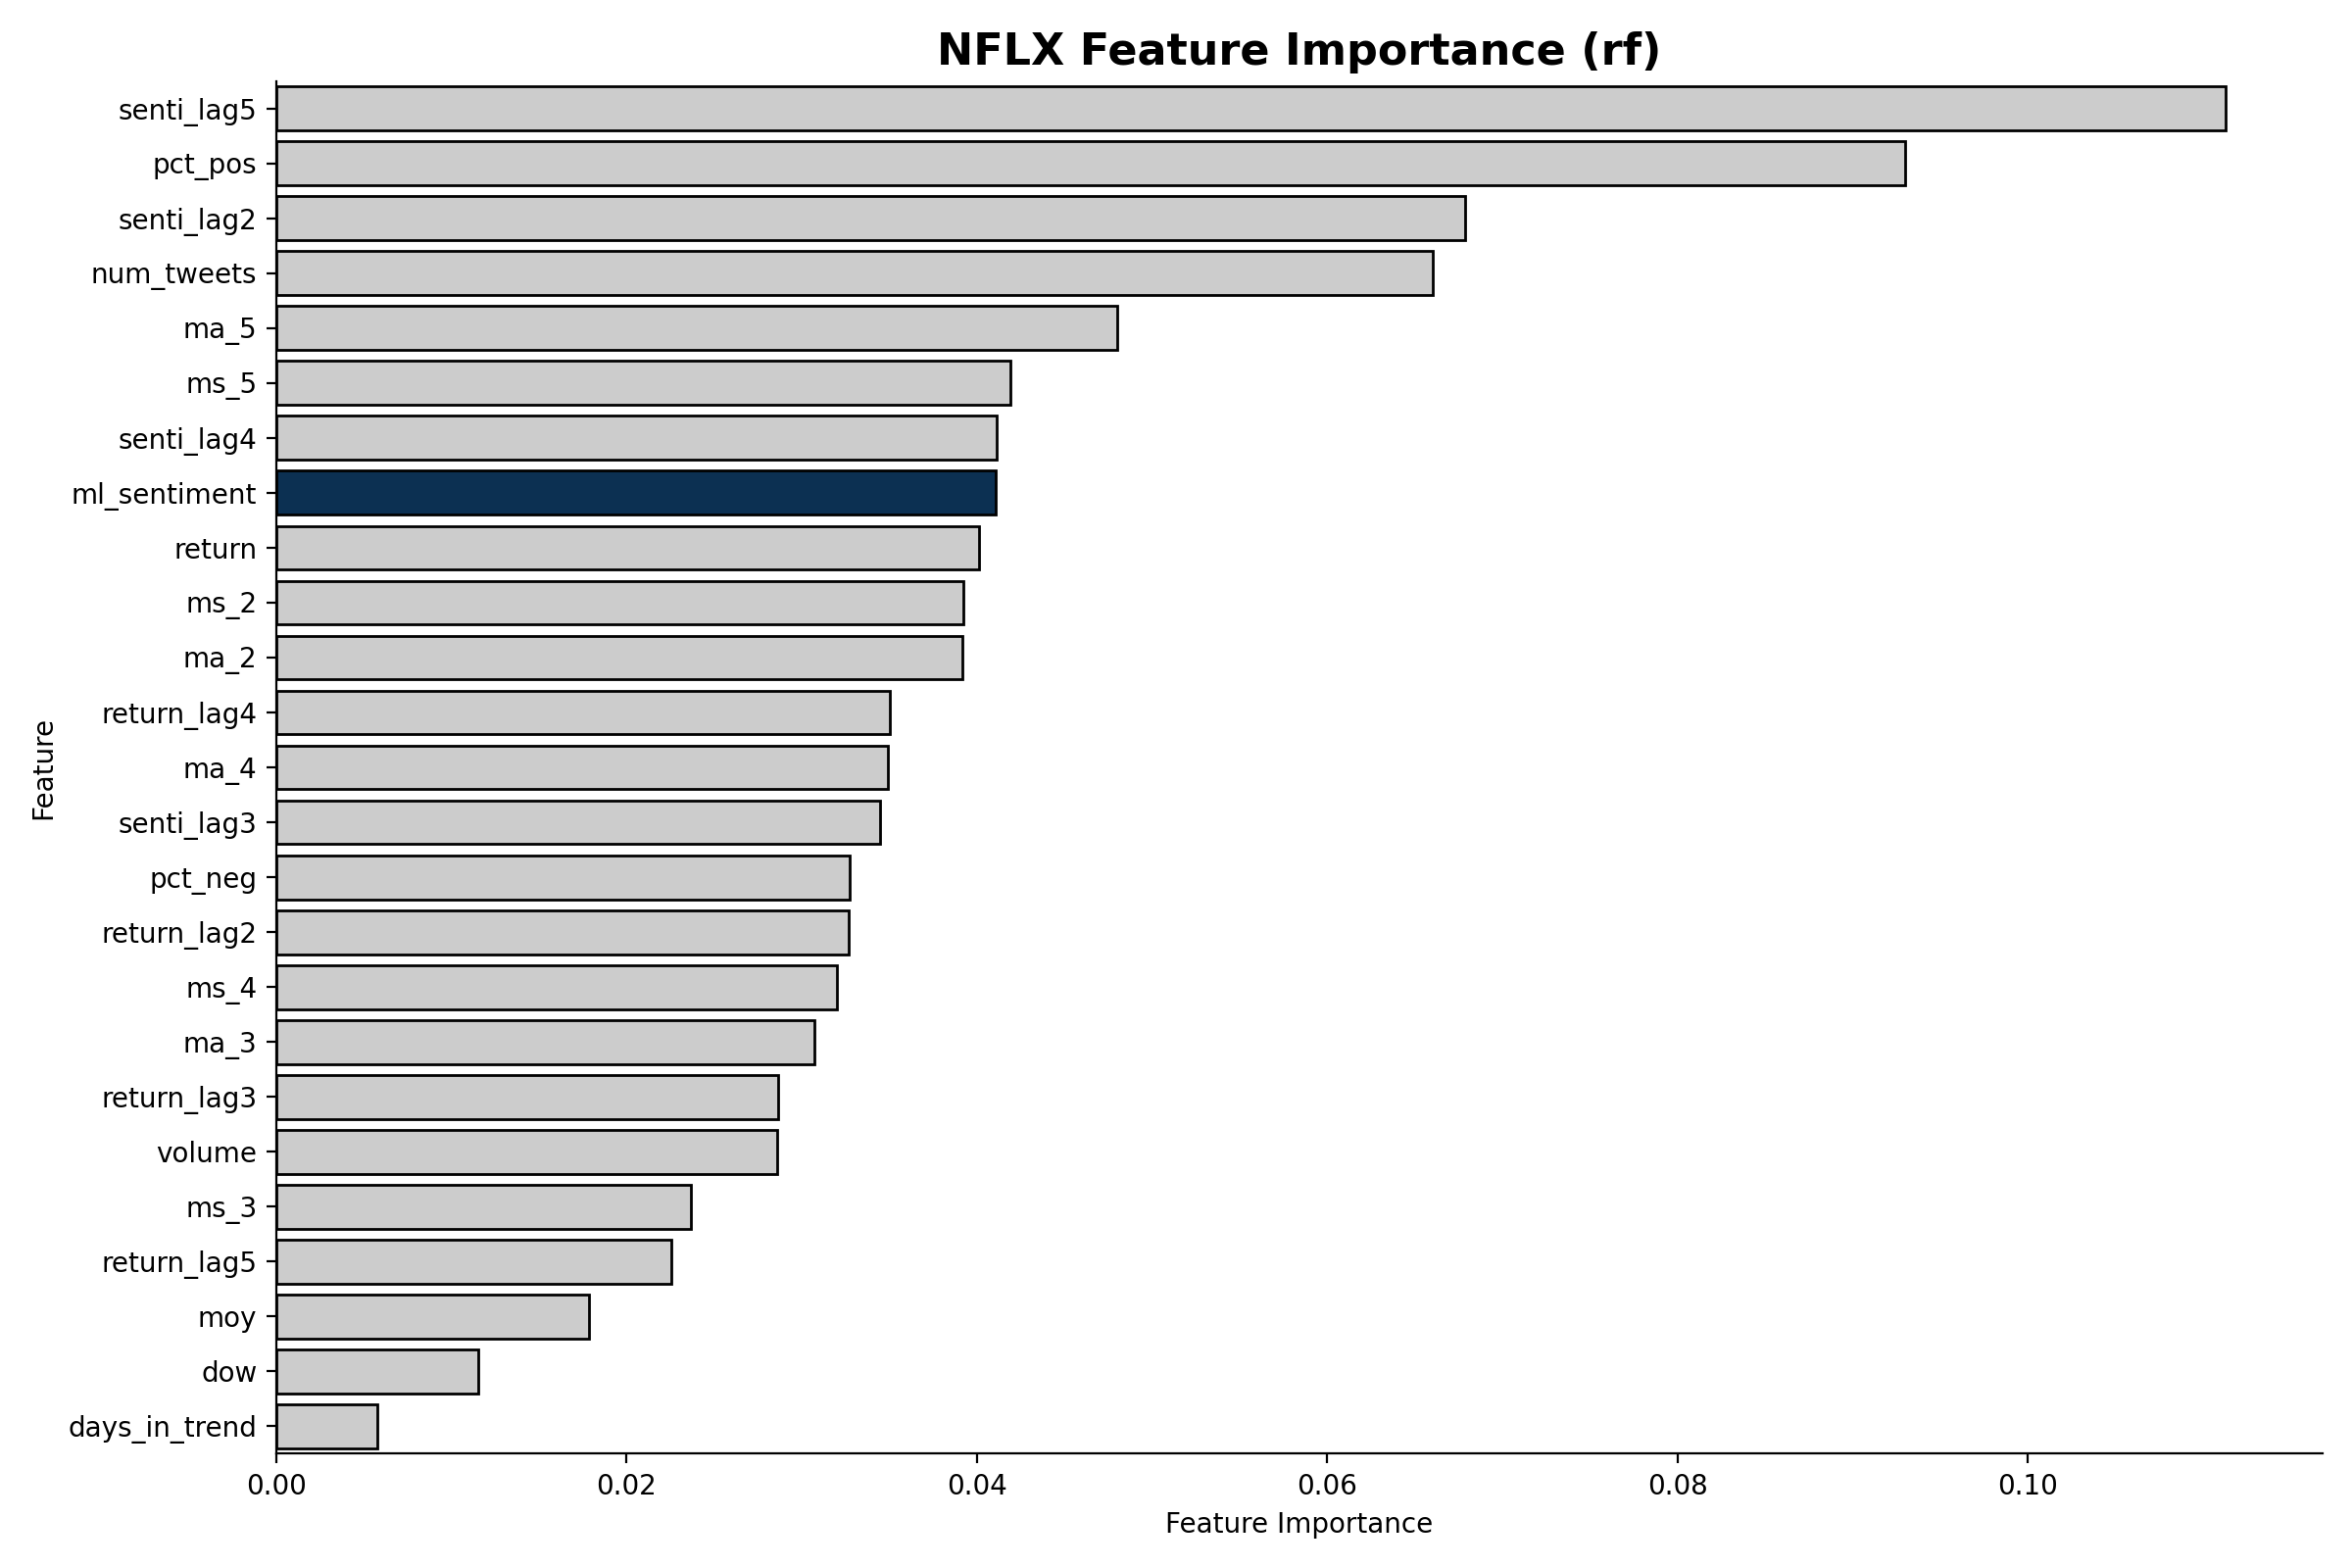 NFLX Feature Importance (rf)
senti_lag5
pct_pos
senti_lag2
num_tweets
ma_5
ms_5
senti_lag4
ml_sentiment
return
ms_2
ma_2
return_lag4
ma_4
senti_lag3
pct_neg
return_lag2
ms_4
ma_3
return_lag3
volume
ms_3
return_lag5
moy
dow
days_in_trend
Feature
0.00 0.02 0.04 0.06 0.08 0.10
Feature Importance